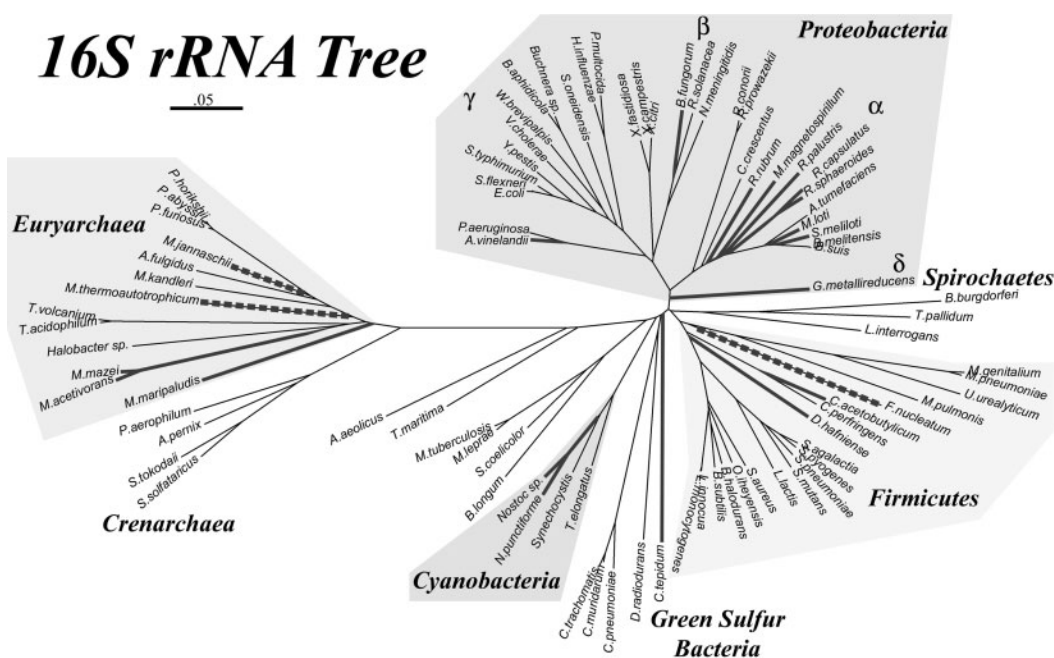 16S rRNA Tree
.05
Proteobacteria
γ
β
α
δ
Buchnera sp.
B.aphidicola
W.brevipalpis
V.cholerae
Y.pestis
S.typhimurium
S.flexneri
E.coli
P.aeruginosa
A.vinelandii
S.oneidensis
H.influenzae
P.multocida
X.fastidiosa
X.campestris
X.citri
B.fungorum
R.solanacea
N.meningitidis
R.conorii
R.prowazekii
C.crescentus
R.rubrum
M.magnetospirillum
R.palustris
R.capsulatus
R.sphaeroides
A.tumefaciens
M.loti
S.meliloti
B.melitensis
B.suis
G.metallireducens
Spirochaetes
B.burgdorferi
T.pallidum
L.interrogans
M.genitalium
M.pneumoniae
U.urealyticum
M.pulmonis
F.nucleatum
C.acetobutylicum
C.perfringens
D.hafniense
S.agalactia
S.pyogenes
S.pneumoniae
S.mutans
L.lactis
S.aureus
O.iheyensis
B.halodurans
B.subtilis
L.innocua
L.monocytogenes
Firmicutes
C.tepidum
Green Sulfur
Bacteria
D.radiodurans
C.pneumoniae
C.muridarum
C.trachomatis
T.elongatus
Synechocystis
N.punctiforme
Nostoc sp.
Cyanobacteria
B.longum
S.coelicolor
M.leprae
M.tuberculosis
T.maritima
A.aeolicus
Euryarchaea
P.horikshii
P.abyssi
P.furiosus
M.jannaschii
A.fulgidus
M.kandleri
M.thermoautotrophicum
T.volcanium
T.acidophilum
Halobacter sp.
M.mazei
M.acetivorans
M.maripaludis
P.aerophilum
A.pernix
S.tokodaii
S.solfataricus
Crenarchaea